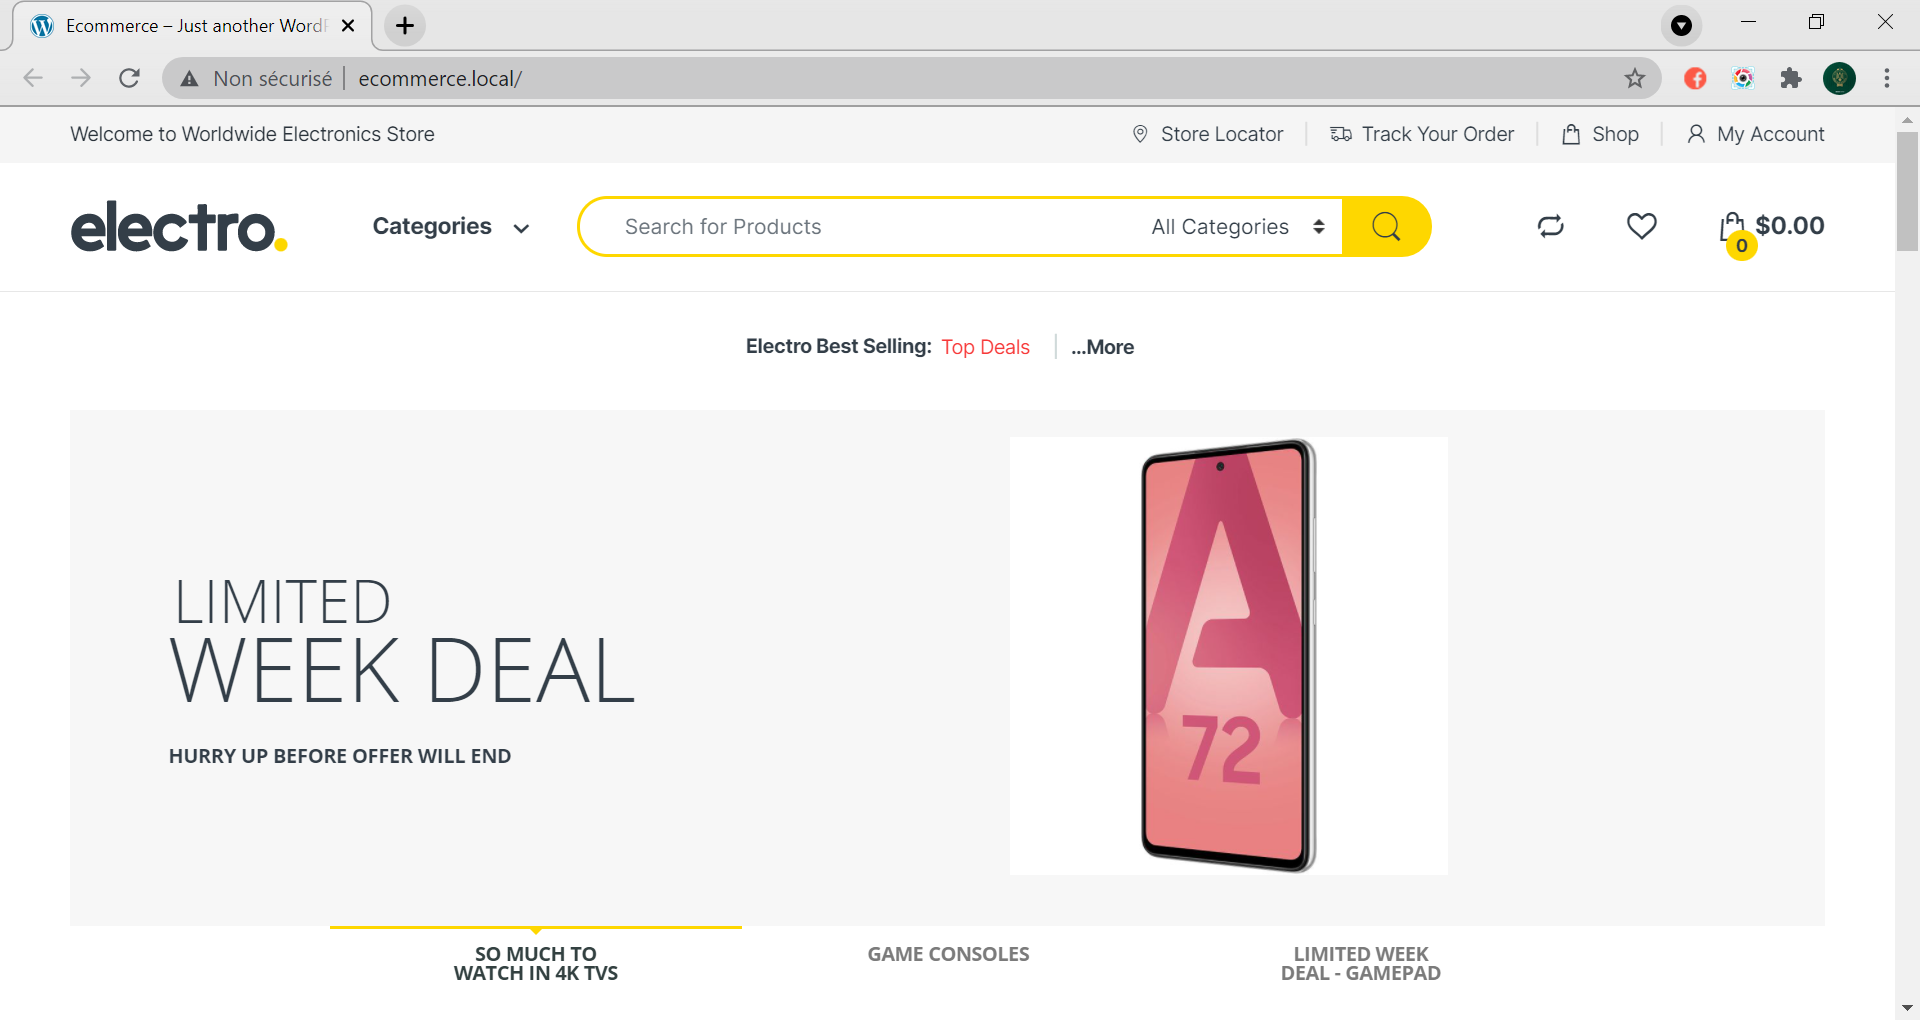 Ecommerce – Just another Word
Non sécurisé
ecommerce.local/
Welcome to Worldwide Electronics Store
Store Locator
Track Your Order
Shop
My Account
electro.
Categories
Search for Products
All Categories
0
$0.00
Electro Best Selling: Top Deals
...More
LIMITED
WEEK DEAL
HURRY UP BEFORE OFFER WILL END
A
72
SO MUCH TO
WATCH IN 4K TVS
GAME CONSOLES
LIMITED WEEK
DEAL - GAMEPAD